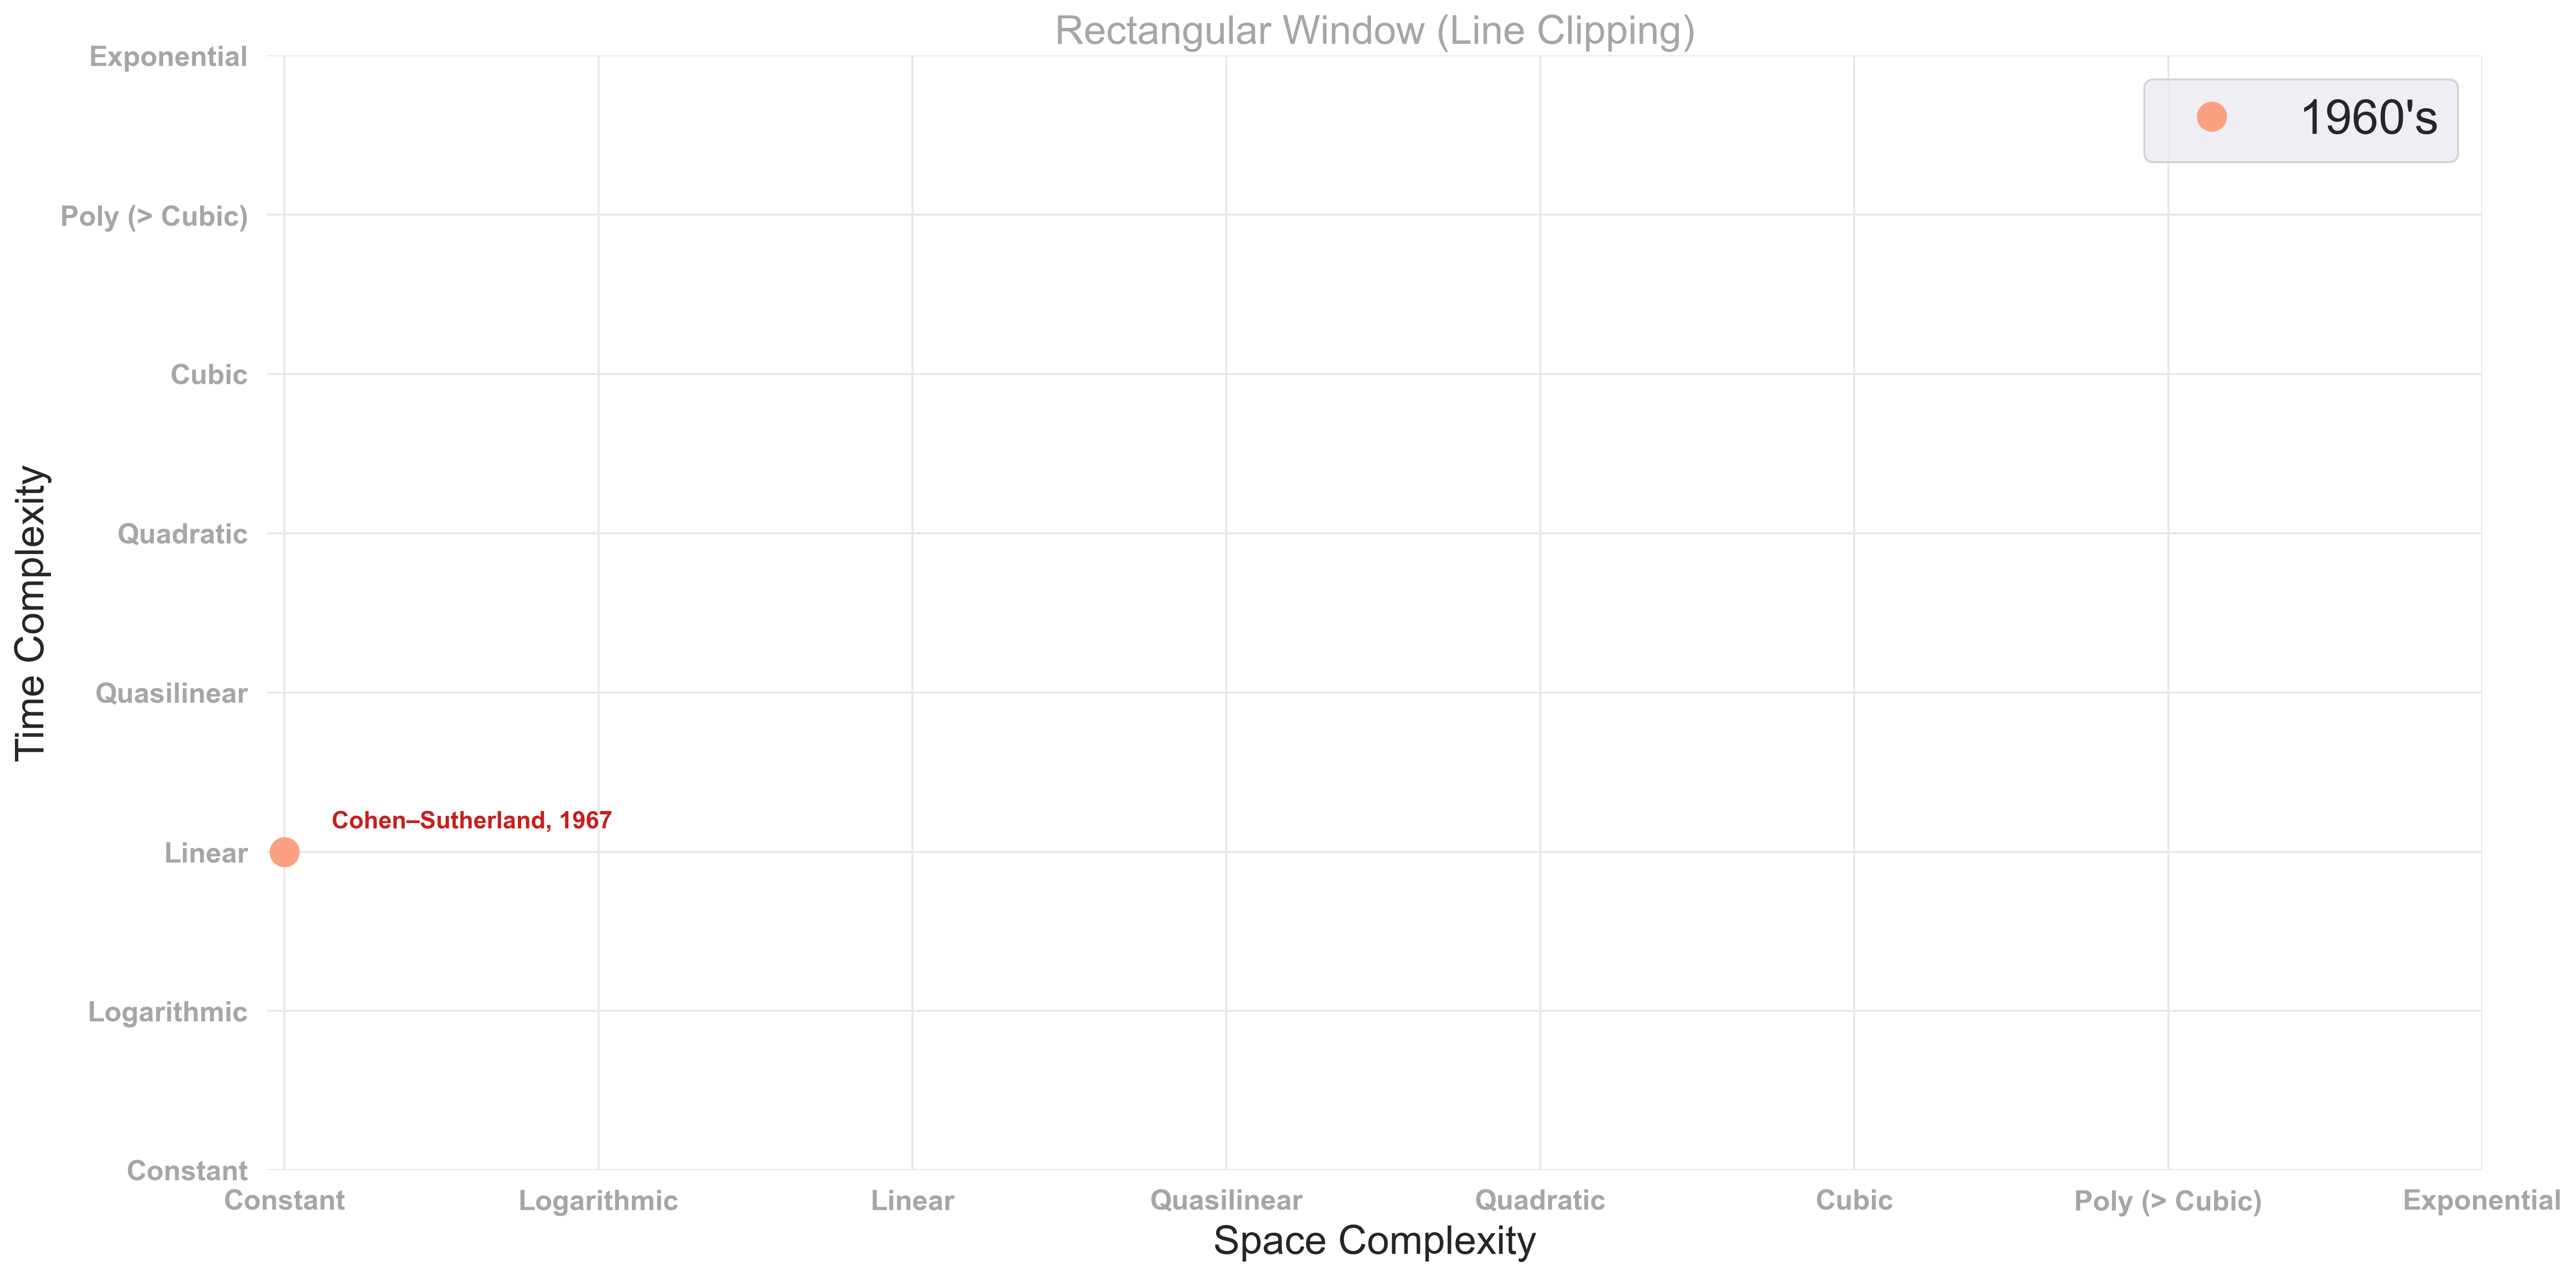 Rectangular Window (Line Clipping)
1960's
Time Complexity
Exponential
Poly (> Cubic)
Cubic
Quadratic
Quasilinear
Linear
Logarithmic
Constant
Cohen–Sutherland, 1967
Constant
Logarithmic
Linear
Quasilinear
Quadratic
Cubic
Poly (> Cubic)
Exponential
Space Complexity